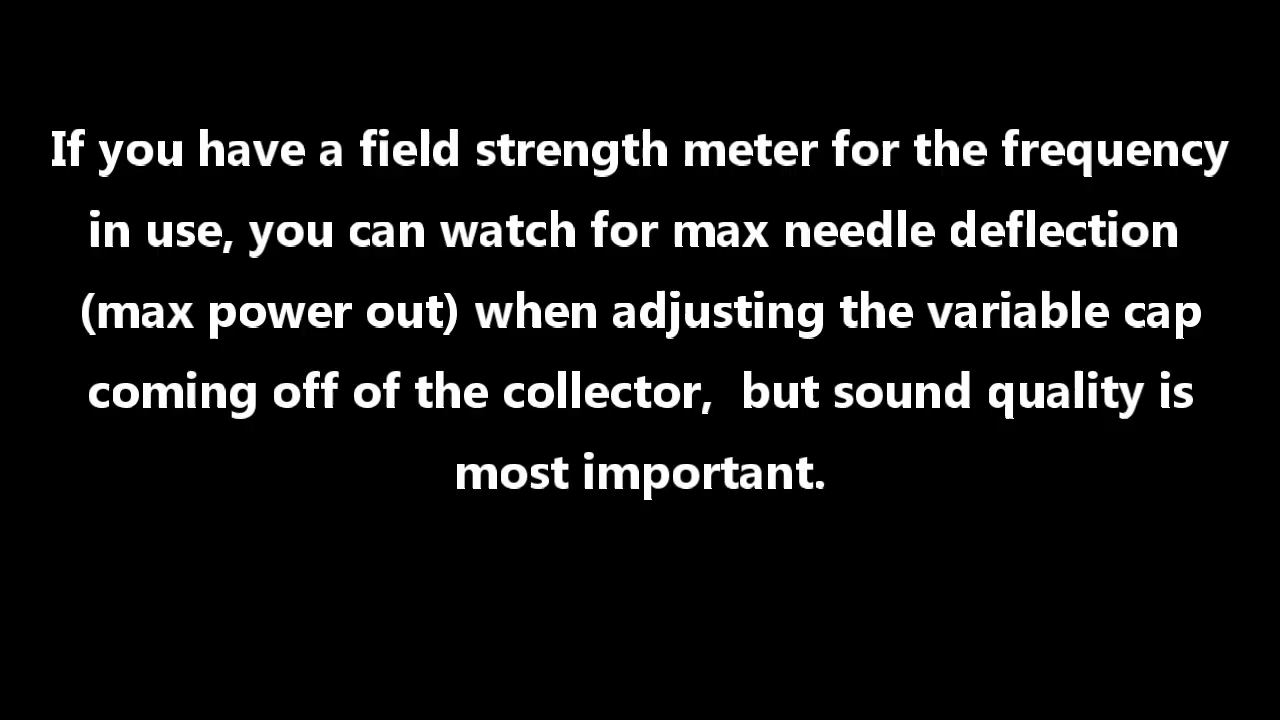 If you have a field strength meter for the frequency
in use, you can watch for max needle deflection
(max power out) when adjusting the variable cap
coming off of the collector,  but sound quality is
most important.